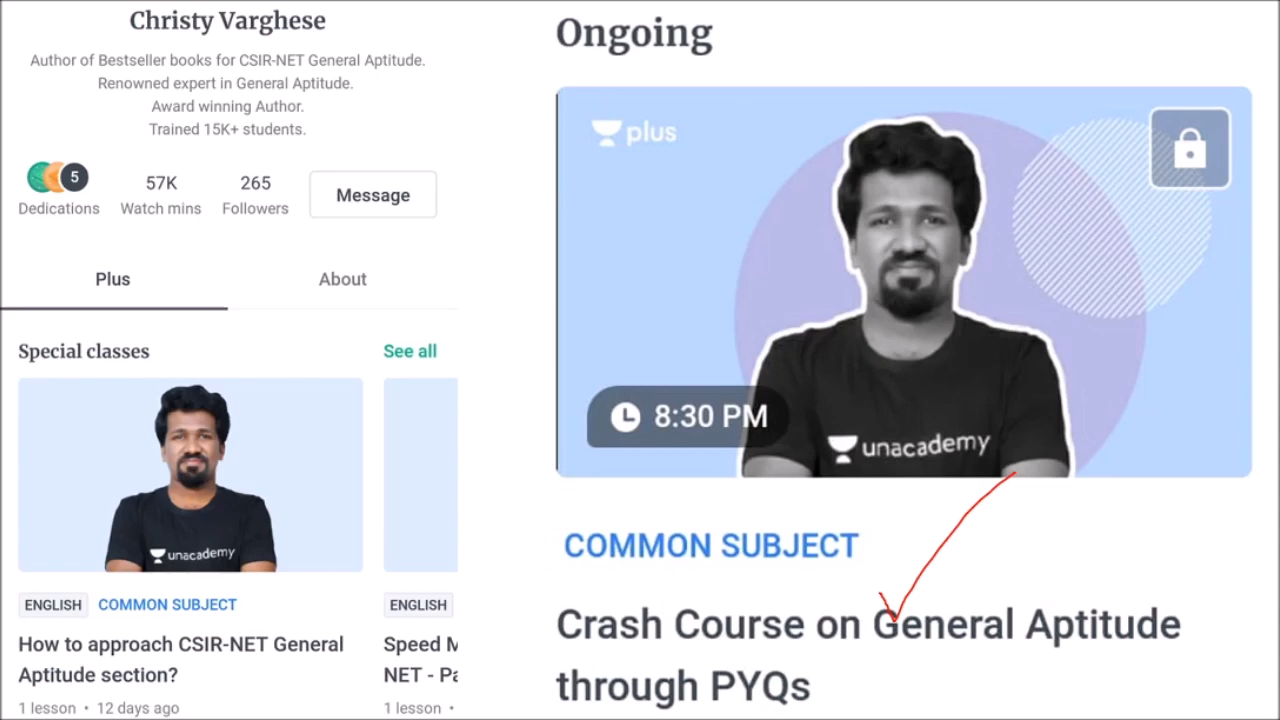 Christy Varghese
Author of Bestseller books for CSIR-NET General Aptitude.
Renowned expert in General Aptitude.
Award winning Author.
Trained 15K+ students.
5
Dedications
57K
Watch mins
265
Followers
Message
Plus
About
Special classes
See all
unacademy
ENGLISH COMMON SUBJECT
How to approach CSIR-NET General
Aptitude section?
1 lesson • 12 days ago
ENGLISH
Speed M
NET - Pa
1 lesson •
Ongoing
plus
8:30 PM
unacademy
COMMON SUBJECT
Crash Course on General Aptitude
through PYQs